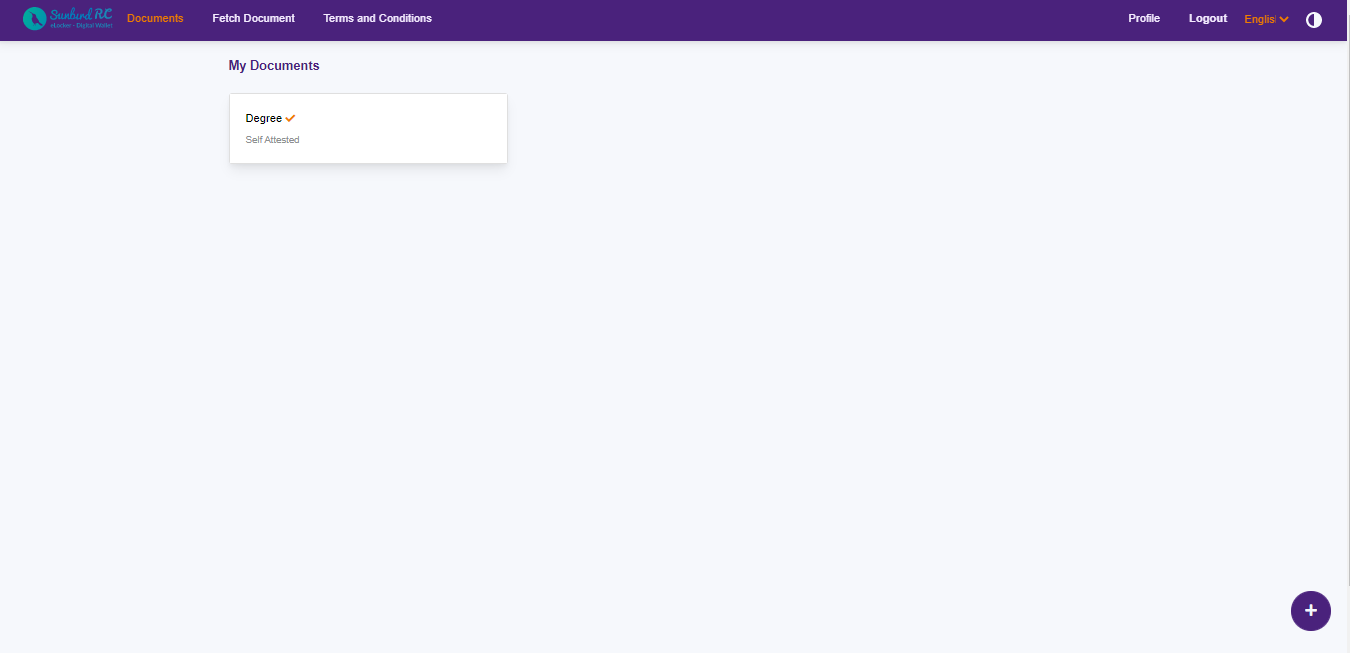 Sunbird RC
eLocker - Digital Wallet
Documents
Fetch Document
Terms and Conditions
Profile
Logout
Englis
My Documents
Degree
Self Attested